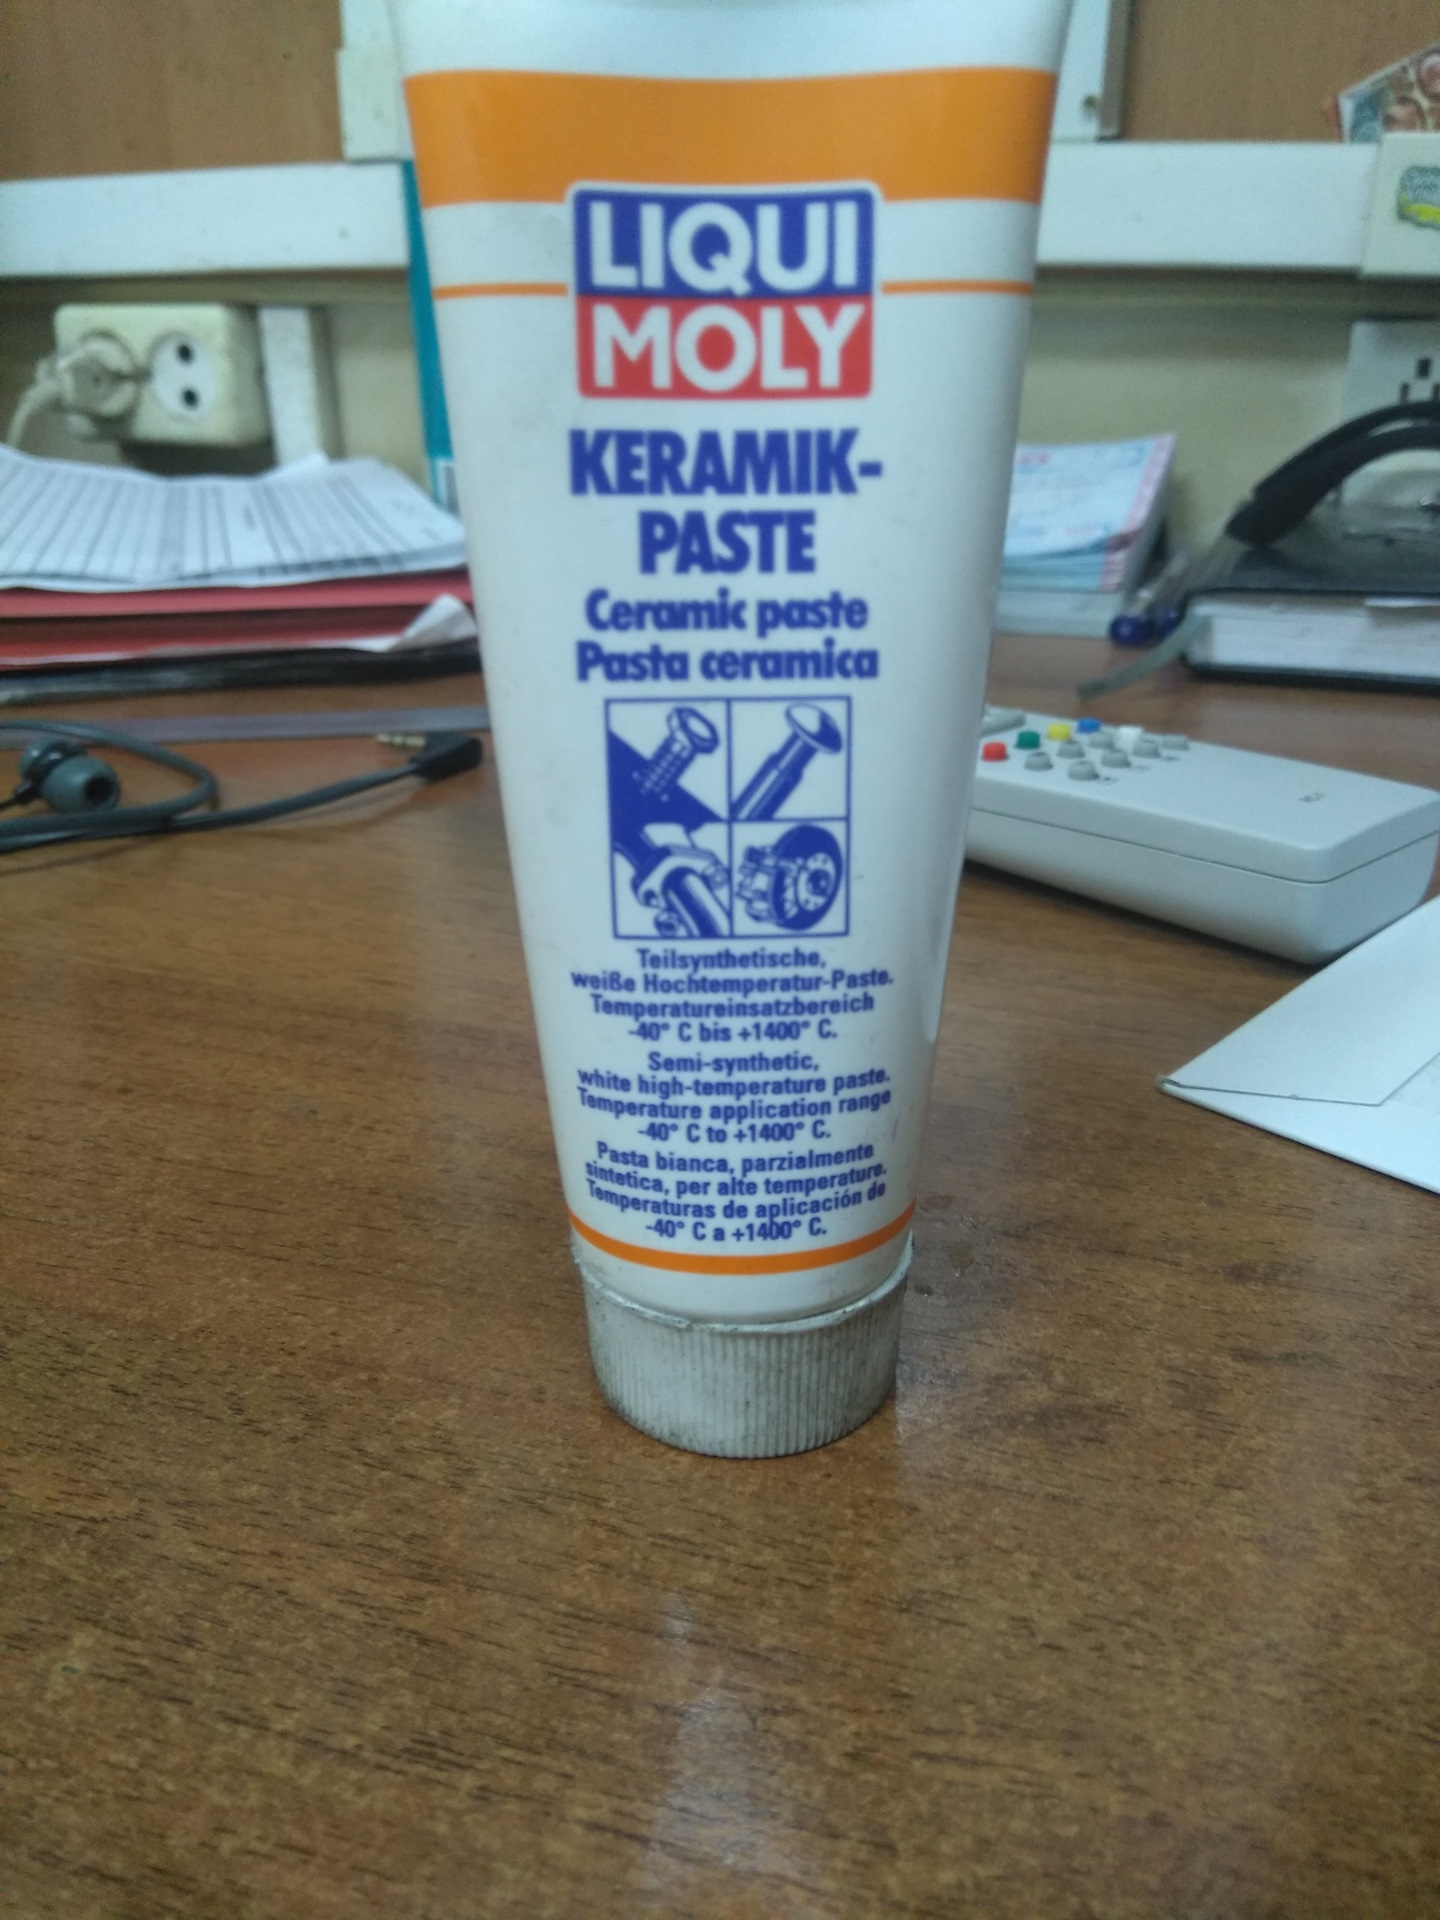 LIQUI
MOLY
KERAMIK-
PASTE
Ceramic paste
Pasta ceramica
Teilsynthetische,
weiße Hochtemperatur-Paste.
Temperatureinsatzbereich
-40° C bis +1400° C.
Semi-synthetic,
white high-temperature paste.
Temperature application range
-40° C to +1400° C.
Pasta bianca, parzialmente
sintetica, per alte temperature.
Temperaturas de aplicación de
-40° C a +1400° C.